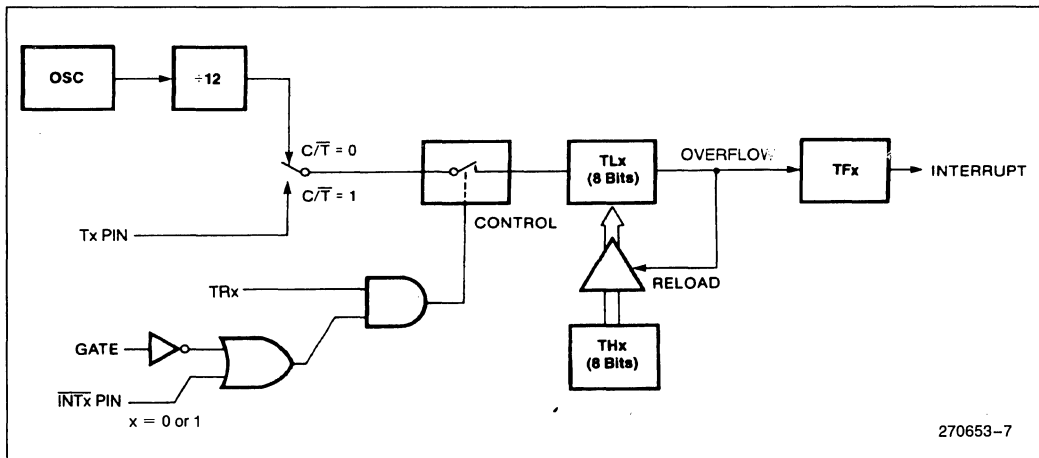 OSC
÷12
C/T̅ = 0
C/T̅ = 1
Tx PIN
CONTROL
TLx
(8 Bits)
OVERFLOW
TFx
INTERRUPT
TRx
RELOAD
GATE
THx
(8 Bits)
I̅N̅T̅x̅ PIN
x = 0 or 1
270653-7